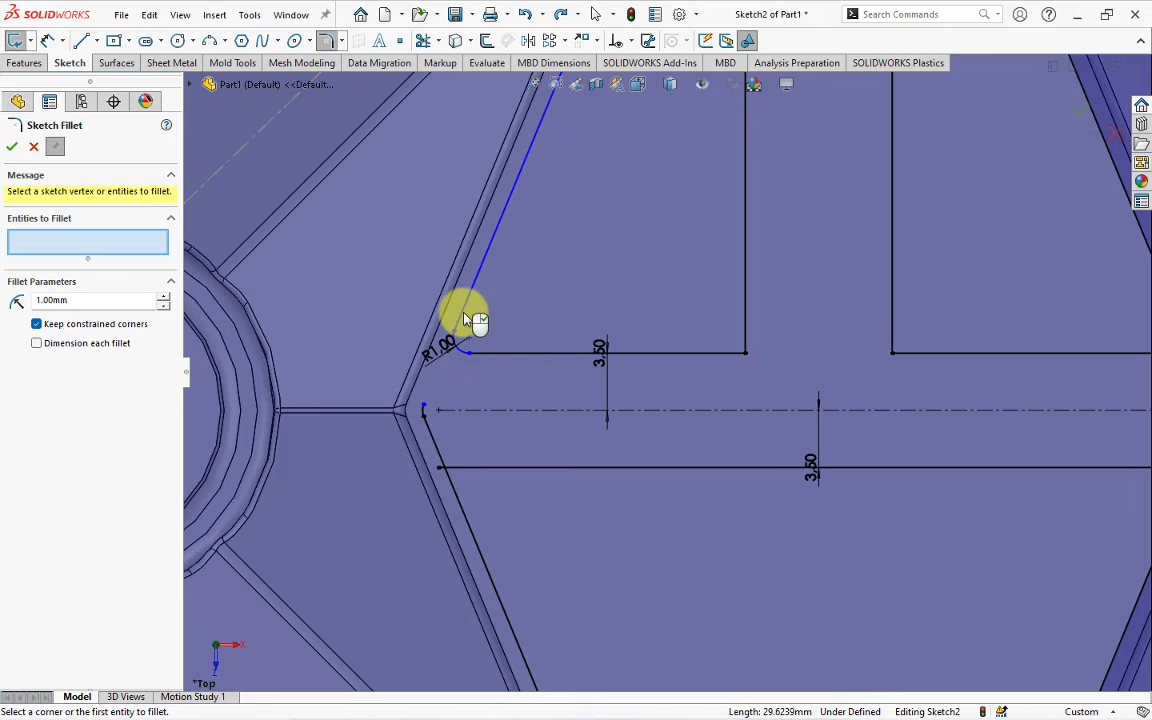 SOLIDWORKS File Edit View Insert Tools Window Sketch2 of Part1 * Search Commands
Features Sketch Surfaces Sheet Metal Mold Tools Mesh Modeling Data Migration Markup Evaluate MBD Dimensions SOLIDWORKS Add-Ins MBD Analysis Preparation SOLIDWORKS Plastics
Part1 (Default) <<Default...
Sketch Fillet
Message
Select a sketch vertex or entities to fillet.
Entities to Fillet
Fillet Parameters
1.00mm
Keep constrained corners
Dimension each fillet
R1,00
3,50
3,50
X
Z
*Top
Model 3D Views Motion Study 1
Select a corner or the first entity to fillet. Length: 29.6239mm Under Defined Editing Sketch2 Custom